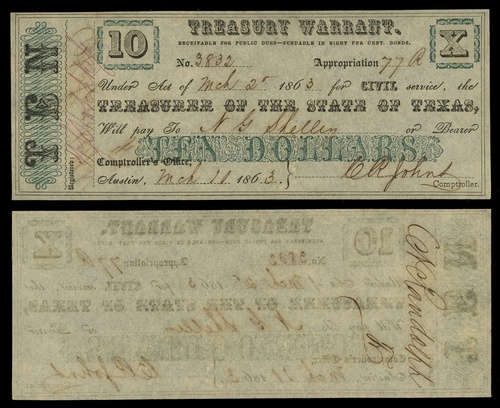 TREASURY WARRANT.
10
X
TEN
RECEIVABLE FOR PUBLIC DUES—FUNDABLE IN EIGHT PER CENT. BONDS.
No. 3832 Appropriation 77 R
Under Act of Mch 2d 1863 for CIVIL service, the
TREASURER OF THE STATE OF TEXAS,
Will pay To N G Shelley or Bearer
TEN DOLLARS
Comptroller's Office,
Austin, Mch 11 1863.
C R Johns
Comptroller.
Registered
C H Randolph